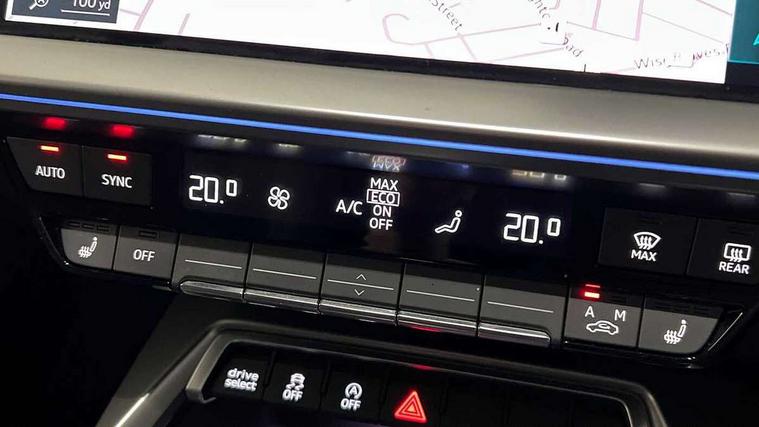 100 yd
Street
AUTO
SYNC
20.0
A/C
MAX
ECO
ON
OFF
20.0
MAX
REAR
OFF
A M
drive
select
OFF
OFF